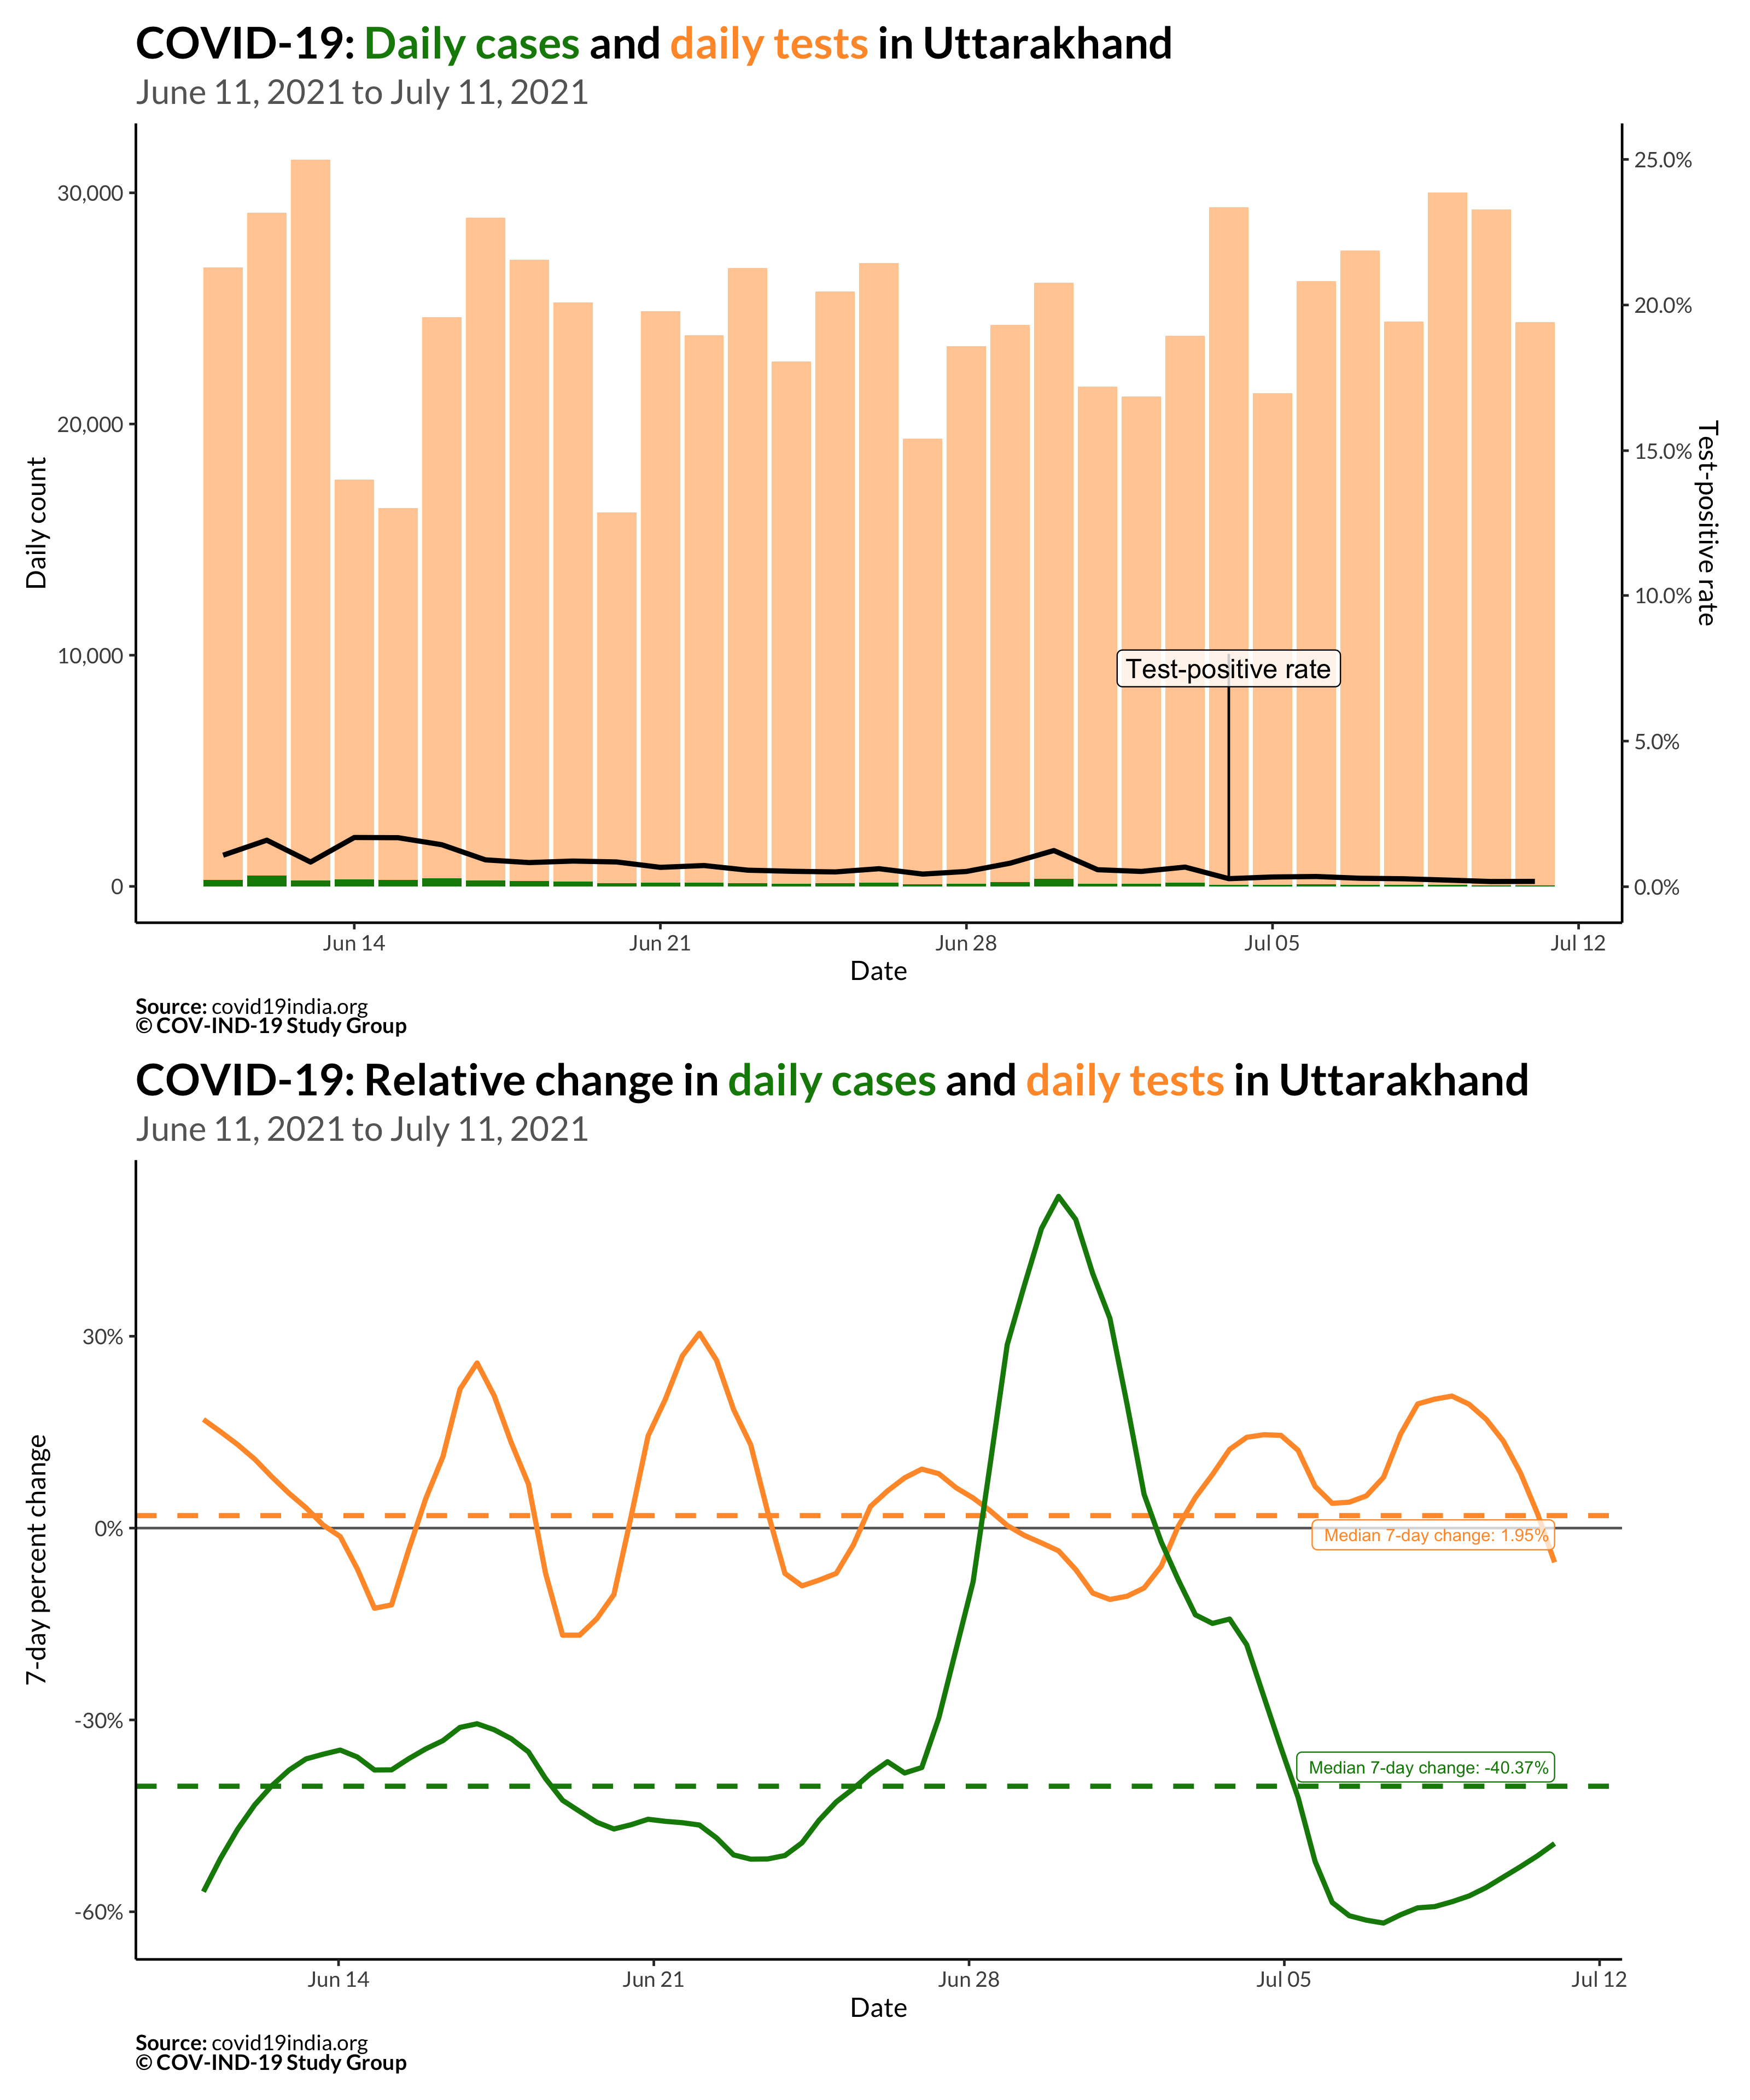 COVID-19: Daily cases and daily tests in Uttarakhand
June 11, 2021 to July 11, 2021
30,000
20,000
10,000
0
Daily count
25.0%
20.0%
15.0%
10.0%
5.0%
0.0%
Test-positive rate
Test-positive rate
Jun 14
Jun 21
Jun 28
Jul 05
Jul 12
Date
Source: covid19india.org
© COV-IND-19 Study Group
COVID-19: Relative change in daily cases and daily tests in Uttarakhand
June 11, 2021 to July 11, 2021
30%
0%
-30%
-60%
7-day percent change
Median 7-day change: 1.95%
Median 7-day change: -40.37%
Jun 14
Jun 21
Jun 28
Jul 05
Jul 12
Date
Source: covid19india.org
© COV-IND-19 Study Group